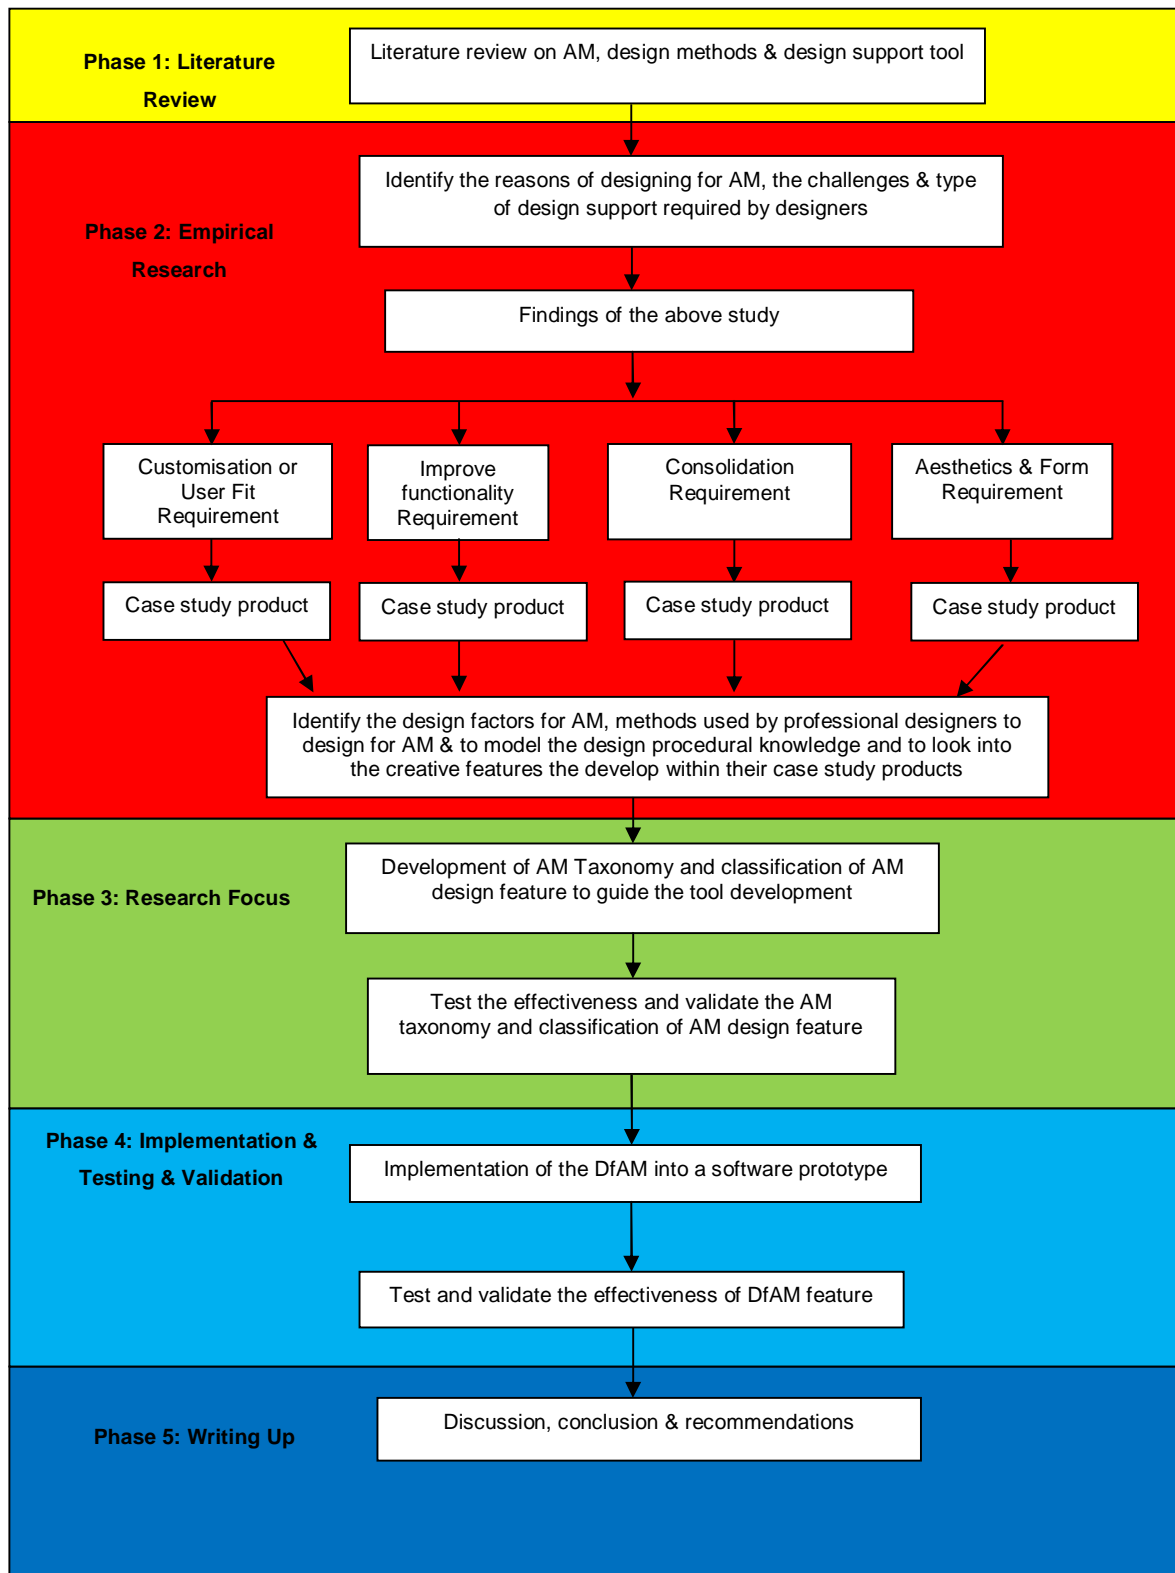 Phase 1: Literature
Review
Literature review on AM, design methods & design support tool
Phase 2: Empirical
Research
Identify the reasons of designing for AM, the challenges & type
of design support required by designers
Findings of the above study
Customisation or
User Fit
Requirement
Improve
functionality
Requirement
Consolidation
Requirement
Aesthetics & Form
Requirement
Case study product
Case study product
Case study product
Case study product
Identify the design factors for AM, methods used by professional designers to
design for AM & to model the design procedural knowledge and to look into
the creative features the develop within their case study products
Phase 3: Research Focus
Development of AM Taxonomy and classification of AM
design feature to guide the tool development
Test the effectiveness and validate the AM
taxonomy and classification of AM design feature
Phase 4: Implementation &
Testing & Validation
Implementation of the DfAM into a software prototype
Test and validate the effectiveness of DfAM feature
Phase 5: Writing Up
Discussion, conclusion & recommendations